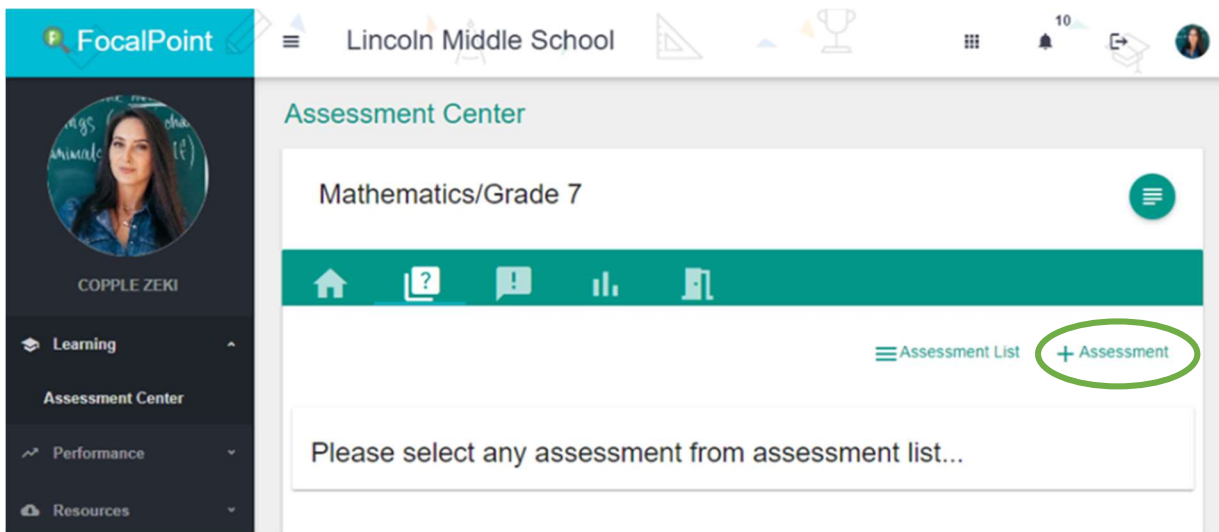 FocalPoint
Lincoln Middle School
10
Assessment Center
Mathematics/Grade 7
COPPLE ZEKI
Learning
Assessment Center
Performance
Resources
Assessment List
+ Assessment
Please select any assessment from assessment list...